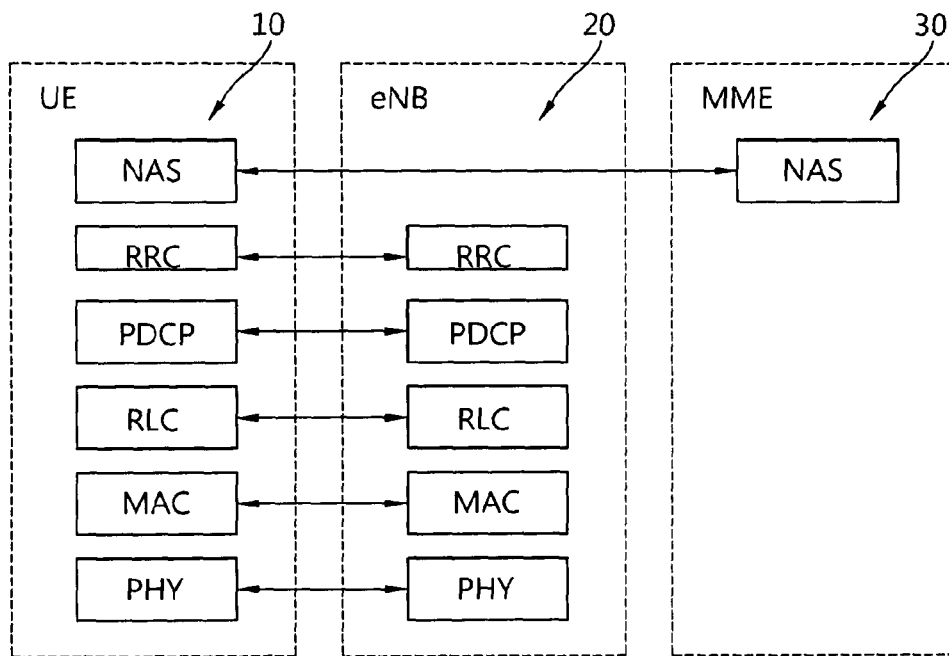 10 20 30
UE eNB MME
NAS NAS
RRC RRC
PDCP PDCP
RLC RLC
MAC MAC
PHY PHY